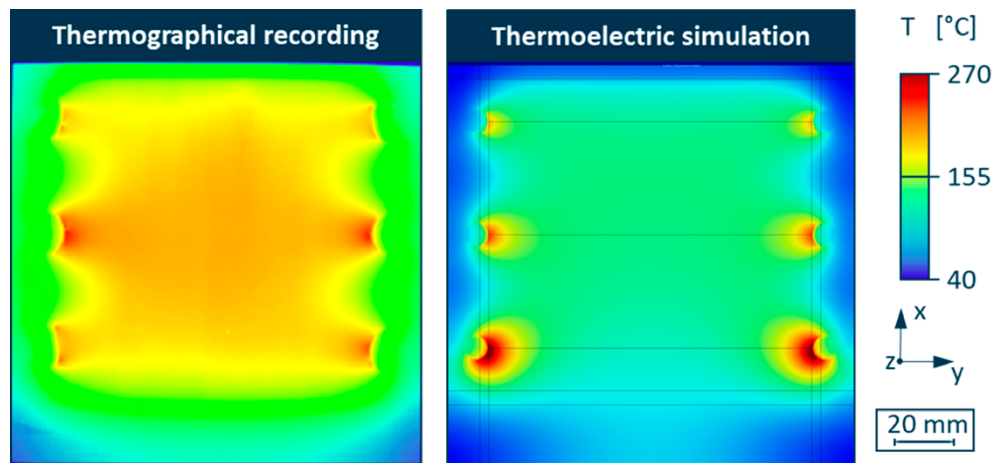 Thermographical recording
Thermoelectric simulation
T [°C]
270
155
40
x
z
y
20 mm